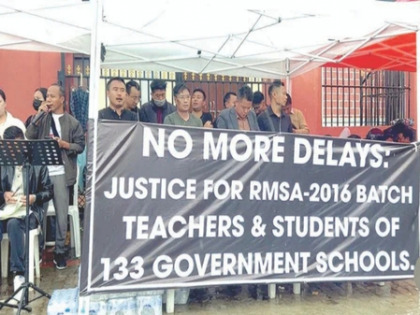 NO MORE DELAYS:
JUSTICE FOR RMSA-2016 BATCH
TEACHERS & STUDENTS OF
133 GOVERNMENT SCHOOLS.